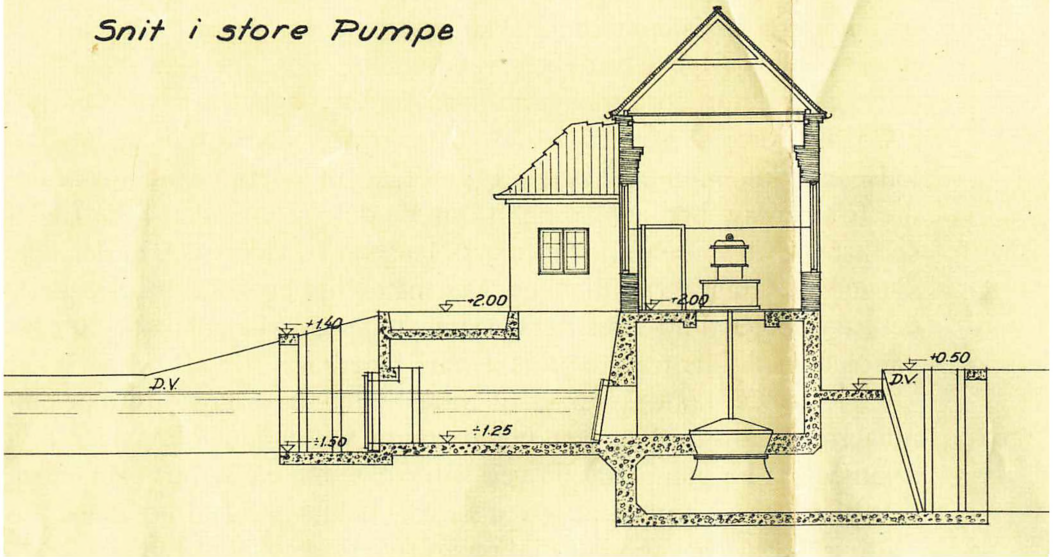 Snit i store Pumpe
+2.00
+2.00
+1.40
+0.50
D.V.
D.V.
÷1.25
÷1.50